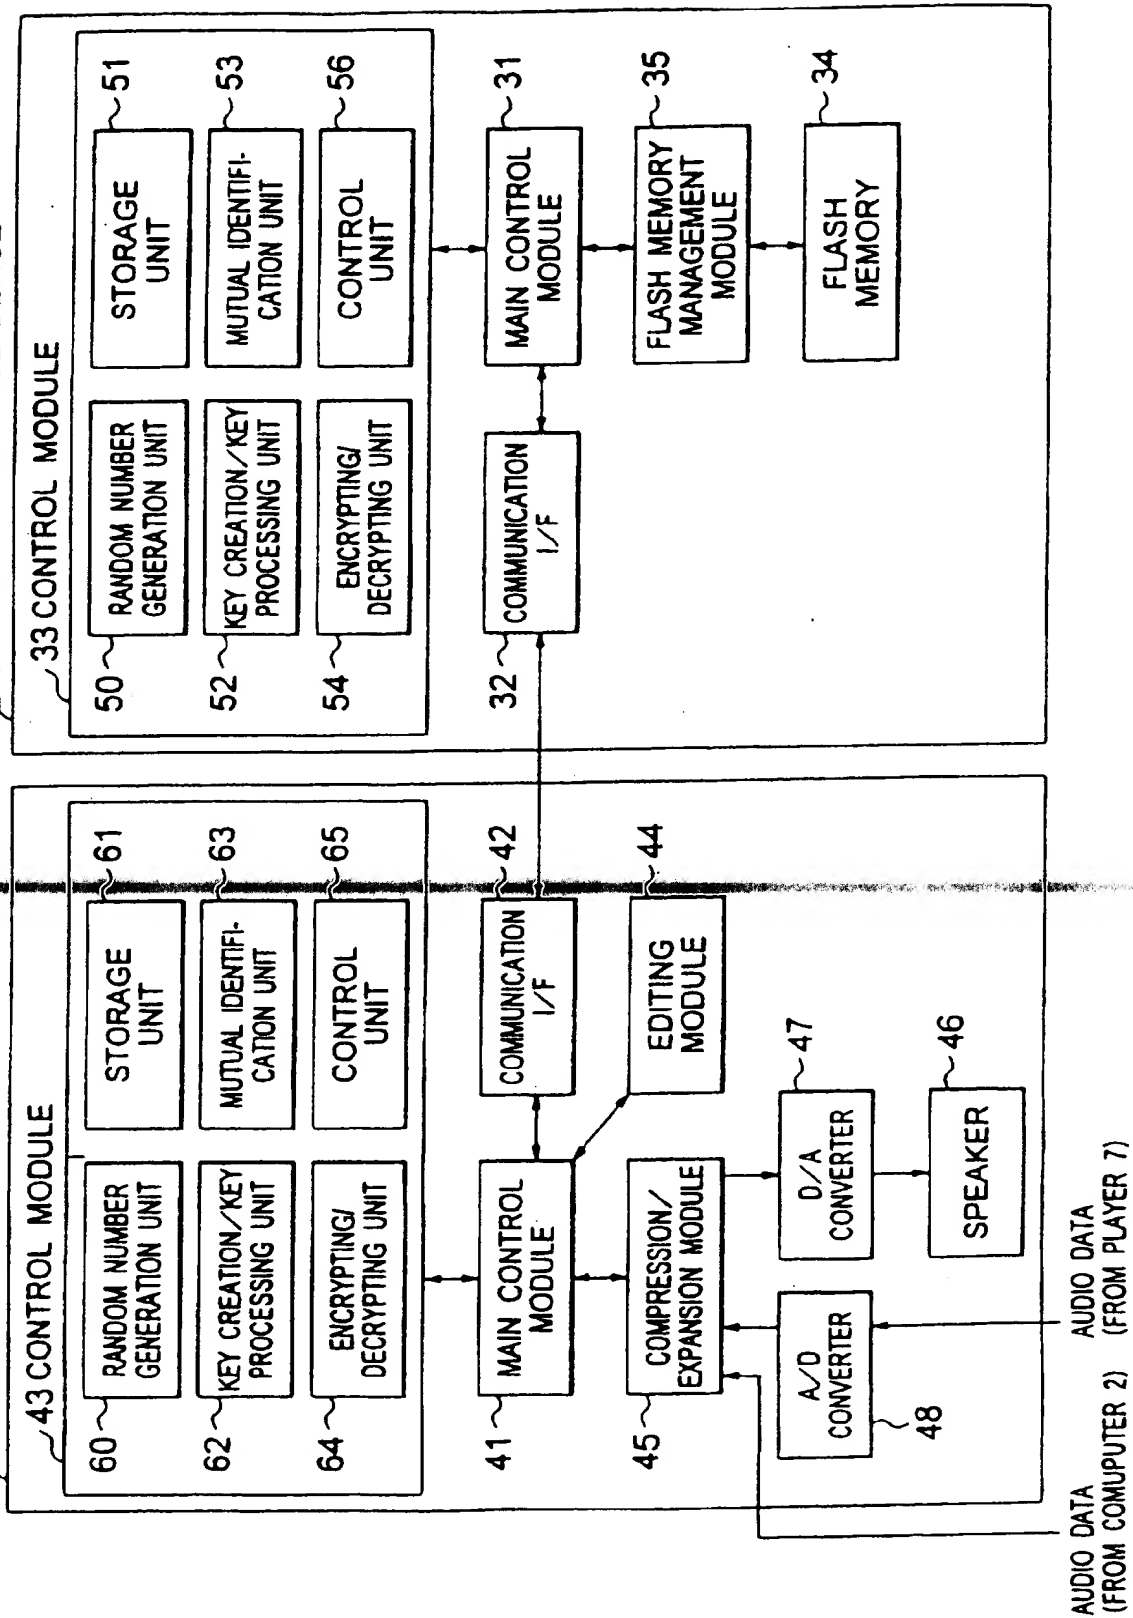 43 CONTROL MODULE
60
RANDOM NUMBER
GENERATION UNIT
STORAGE
UNIT
61
62
KEY CREATION/KEY
PROCESSING UNIT
MUTUAL IDENTIFI-
CATION UNIT
63
64
ENCRYPTING/
DECRYPTING UNIT
CONTROL
UNIT
65
41
MAIN CONTROL
MODULE
COMMUNICATION
I/F
42
45
COMPRESSION/
EXPANSION MODULE
EDITING
MODULE
44
A/D
CONVERTER
48
D/A
CONVERTER
47
SPEAKER
46
AUDIO DATA
(FROM COMUPUTER 2)
AUDIO DATA
(FROM PLAYER 7)
33 CONTROL MODULE
50
RANDOM NUMBER
GENERATION UNIT
STORAGE
UNIT
51
52
KEY CREATION/KEY
PROCESSING UNIT
MUTUAL IDENTIFI-
CATION UNIT
53
54
ENCRYPTING/
DECRYPTING UNIT
CONTROL
UNIT
56
32
COMMUNICATION
I/F
MAIN CONTROL
MODULE
31
FLASH MEMORY
MANAGEMENT
MODULE
35
FLASH
MEMORY
34